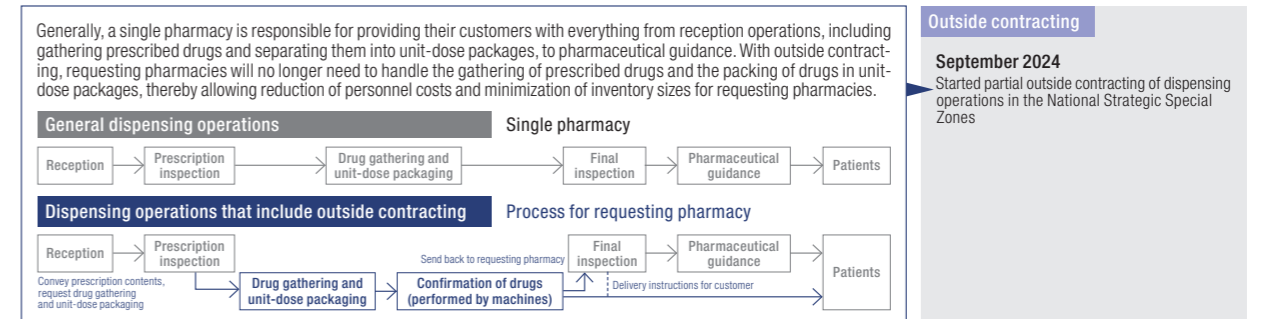 Generally, a single pharmacy is responsible for providing their customers with everything from reception operations, including
gathering prescribed drugs and separating them into unit-dose packages, to pharmaceutical guidance. With outside contract-
ing, requesting pharmacies will no longer need to handle the gathering of prescribed drugs and the packing of drugs in unit-
dose packages, thereby allowing reduction of personnel costs and minimization of inventory sizes for requesting pharmacies.
General dispensing operations
Single pharmacy
Reception
Prescription
inspection
Drug gathering and
unit-dose packaging
Final
inspection
Pharmaceutical
guidance
Patients
Dispensing operations that include outside contracting
Process for requesting pharmacy
Reception
Prescription
inspection
Convey prescription contents,
request drug gathering
and unit-dose packaging
Drug gathering and
unit-dose packaging
Confirmation of drugs
(performed by machines)
Send back to requesting pharmacy
Final
inspection
Pharmaceutical
guidance
Delivery instructions for customer
Patients
Outside contracting
September 2024
Started partial outside contracting of dispensing
operations in the National Strategic Special
Zones